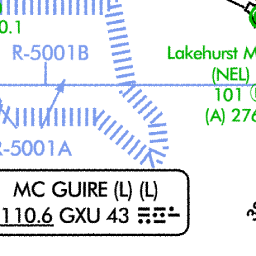 0.1
R-5001B
Lakehurst M
(NEL)
101
(A) 276
R-5001A
MC GUIRE (L) (L)
110.6 GXU 43